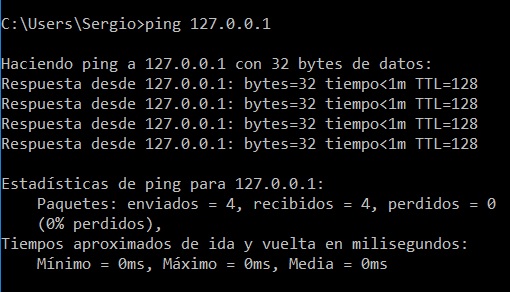 C:\Users\Sergio>ping 127.0.0.1
Haciendo ping a 127.0.0.1 con 32 bytes de datos:
Respuesta desde 127.0.0.1: bytes=32 tiempo<1m TTL=128
Respuesta desde 127.0.0.1: bytes=32 tiempo<1m TTL=128
Respuesta desde 127.0.0.1: bytes=32 tiempo<1m TTL=128
Respuesta desde 127.0.0.1: bytes=32 tiempo<1m TTL=128
Estadísticas de ping para 127.0.0.1:
Paquetes: enviados = 4, recibidos = 4, perdidos = 0
(0% perdidos),
Tiempos aproximados de ida y vuelta en milisegundos:
Mínimo = 0ms, Máximo = 0ms, Media = 0ms